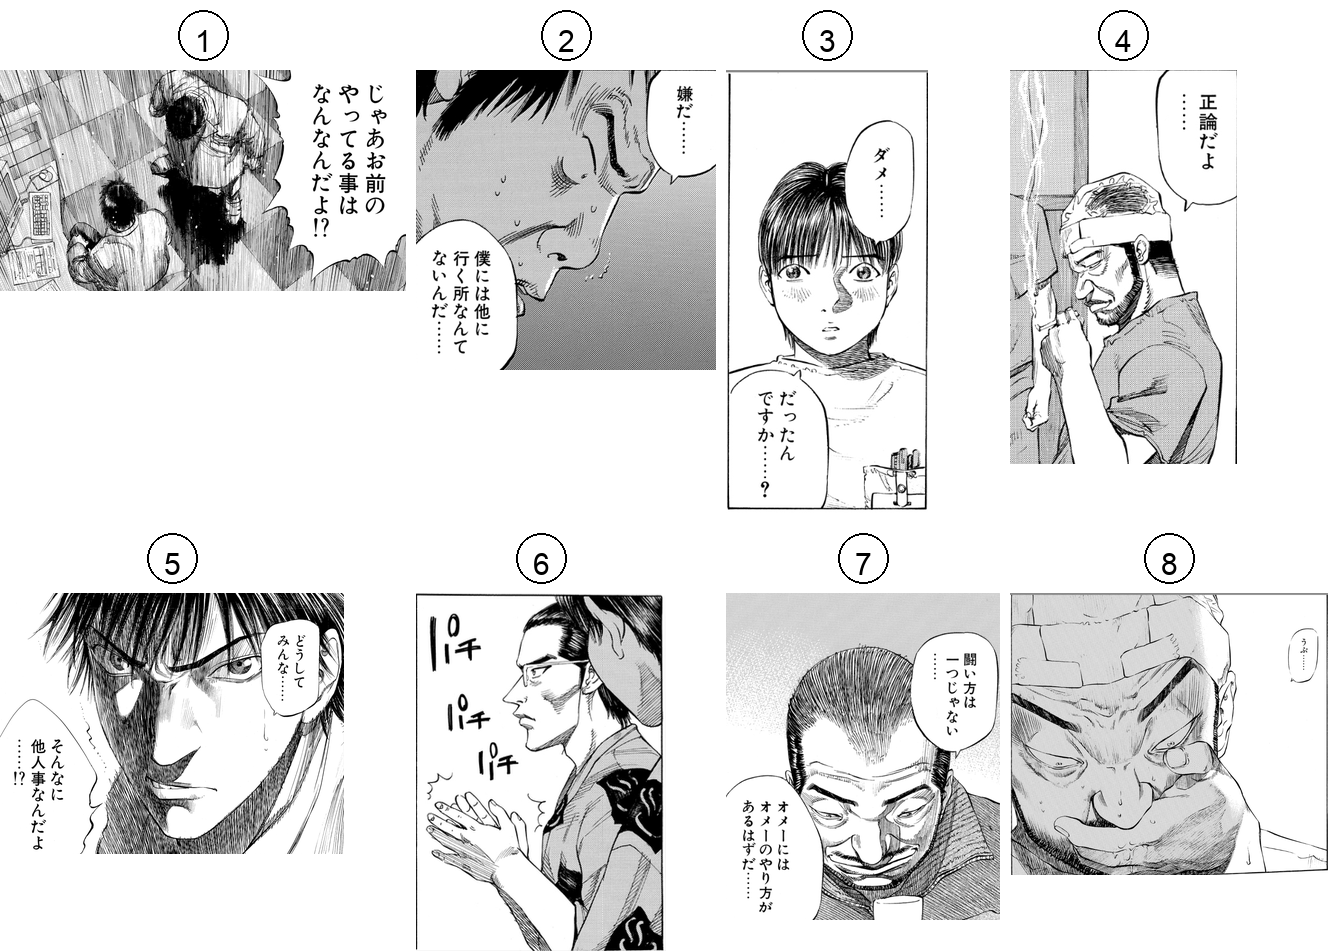 1
じゃあお前の
やってる事は
なんなんだよ!?
2
嫌だ……
僕には他に
行く所なんて
ないんだ……
3
ダメ……
だったん
ですか……?
4
正論だよ
……
5
どうして
みんな……
そんなに
他人事なんだよ
……!?
6
パチ
パチ
パチ
7
闘い方は
一つじゃない
……
オメーには
オメーのやり方が
あるはずだ……
8
うぷ……